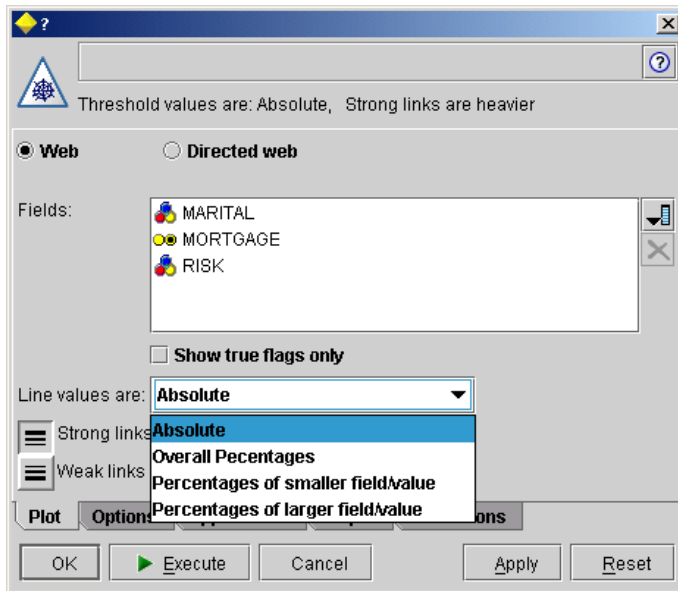 ?
Threshold values are: Absolute, Strong links are heavier
Web
Directed web
Fields:
MARITAL
MORTGAGE
RISK
Show true flags only
Line values are: Absolute
Strong links
Absolute
Overall Pecentages
Weak links
Percentages of smaller field/value
Percentages of larger field/value
Plot
OK
Execute
Cancel
Apply
Reset